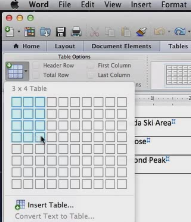 Word File Edit View Insert Format
Home Layout Document Elements Tables
Table Options
Header Row First Column
Total Row Last Column
3 x 4 Table
da Ski Area
ose
ond Peak
Insert Table...
Convert Text to Table...